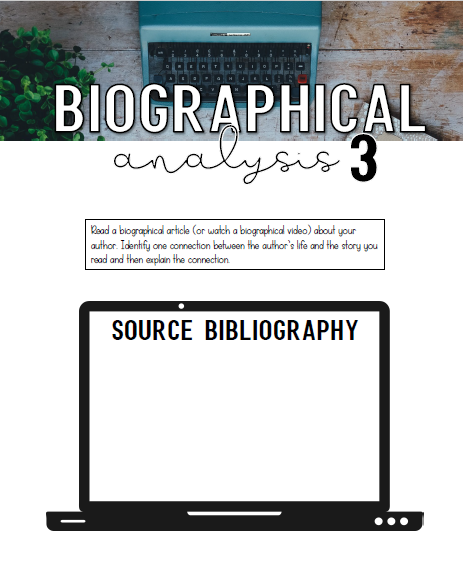 BIOGRAPHICAL
analysis 3
Read a biographical article (or watch a biographical video) about your
author. Identify one connection between the author's life and the story you
read and then explain the connection.
SOURCE BIBLIOGRAPHY